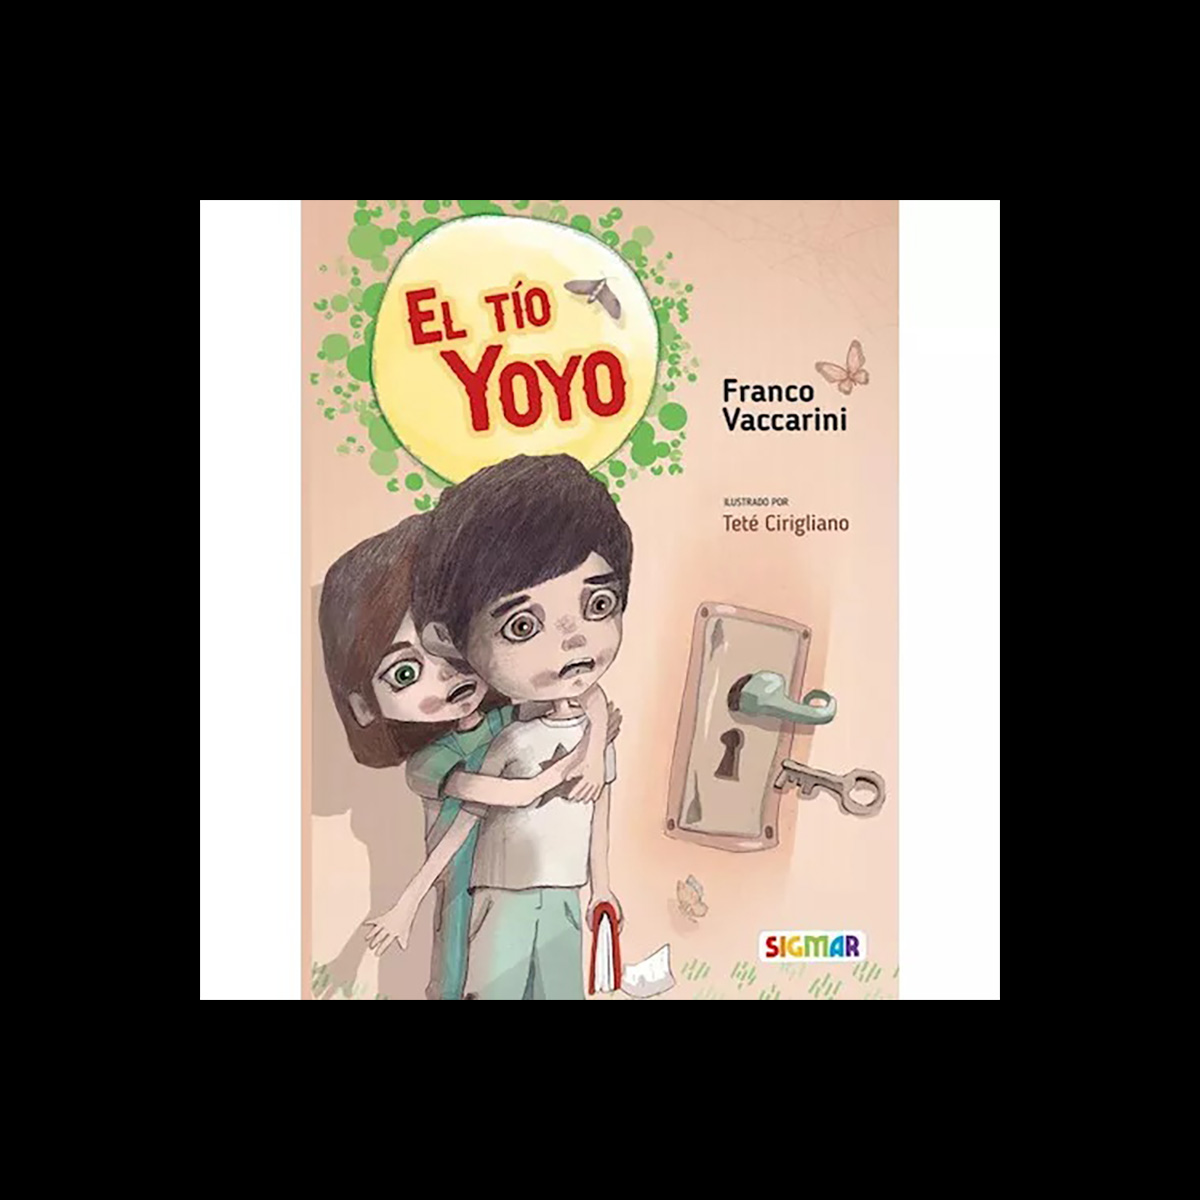 EL TÍO
YOYO
Franco
Vaccarini
ILUSTRADO POR
Teté Cirigliano
SIGMAR